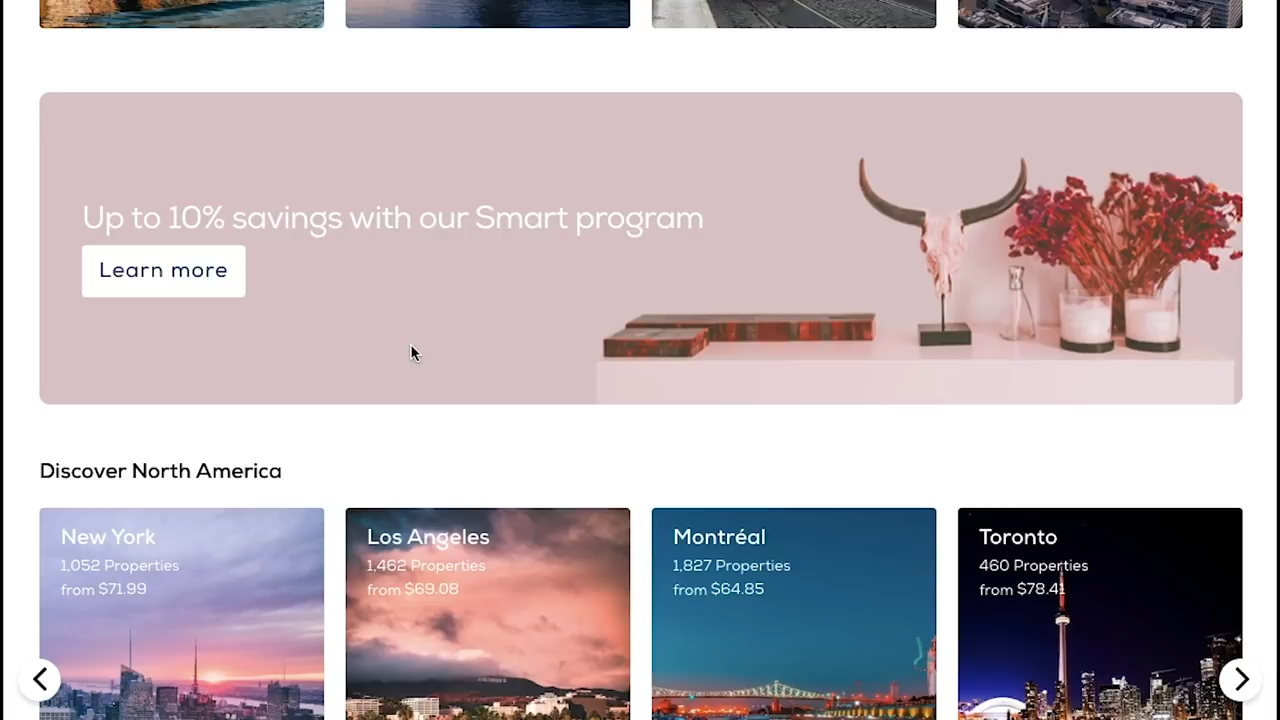 Up to 10% savings with our Smart program
Learn more
Discover North America
New York
1,052 Properties
from $71.99
Los Angeles
1,462 Properties
from $69.08
Montréal
1,827 Properties
from $64.85
Toronto
460 Properties
from $78.41